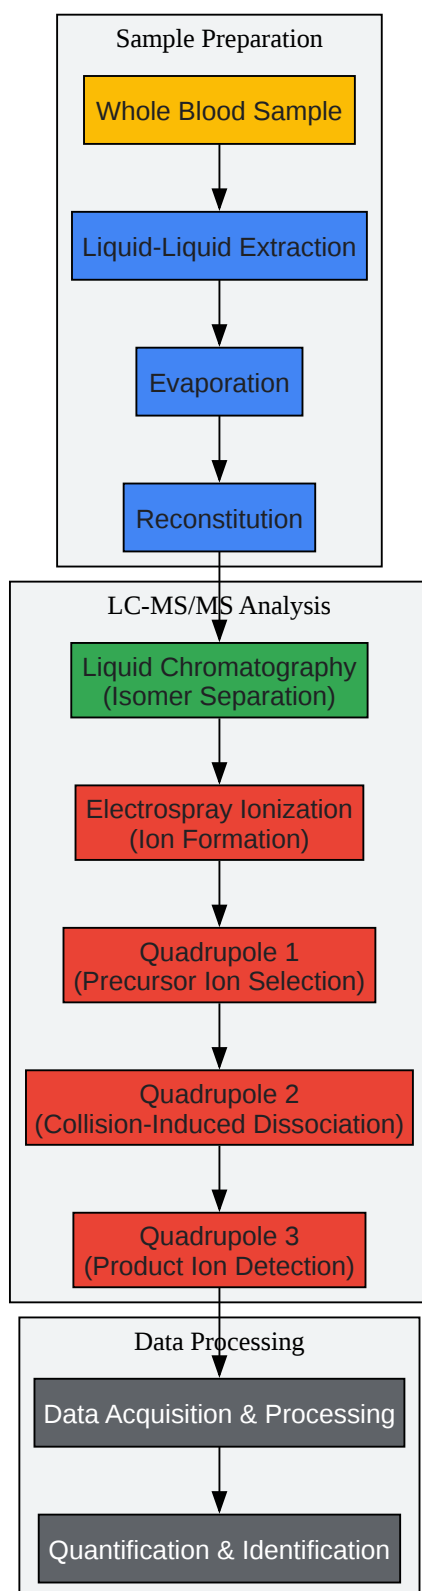 Sample Preparation
Whole Blood Sample
Liquid-Liquid Extraction
Evaporation
Reconstitution
LC-MS/MS Analysis
Liquid Chromatography
(Isomer Separation)
Electrospray Ionization
(Ion Formation)
Quadrupole 1
(Precursor Ion Selection)
Quadrupole 2
(Collision-Induced Dissociation)
Quadrupole 3
(Product Ion Detection)
Data Processing
Data Acquisition & Processing
Quantification & Identification